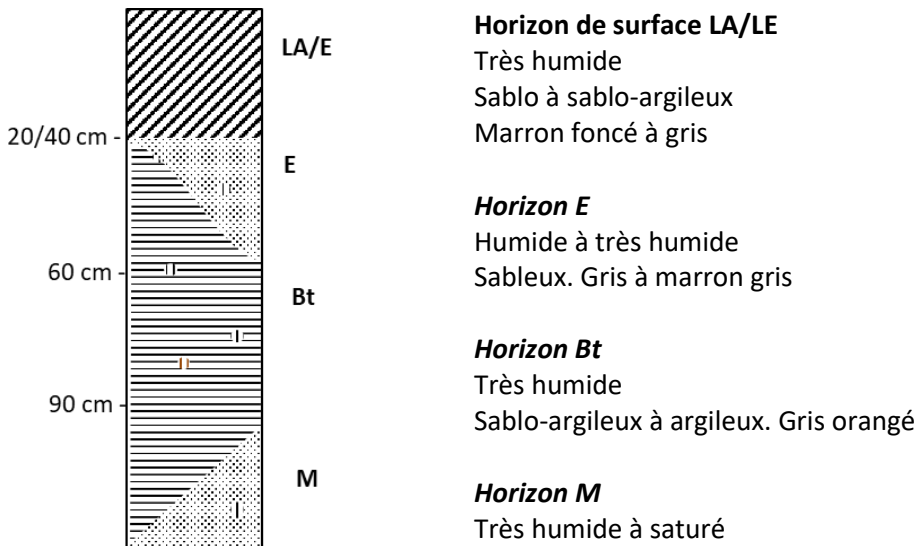 LA/E
20/40 cm -
E
60 cm -
Bt
90 cm -
M
Horizon de surface LA/LE
Très humide
Sablo à sablo-argileux
Marron foncé à gris
Horizon E
Humide à très humide
Sableux. Gris à marron gris
Horizon Bt
Très humide
Sablo-argileux à argileux. Gris orangé
Horizon M
Très humide à saturé